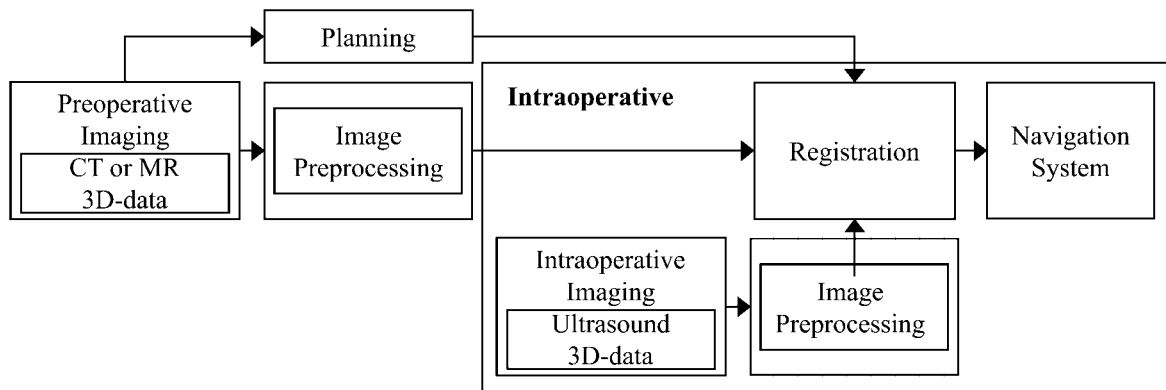 Planning
Preoperative
Imaging
CT or MR
3D-data
Image
Preprocessing
Intraoperative
Registration
Navigation
System
Intraoperative
Imaging
Ultrasound
3D-data
Image
Preprocessing